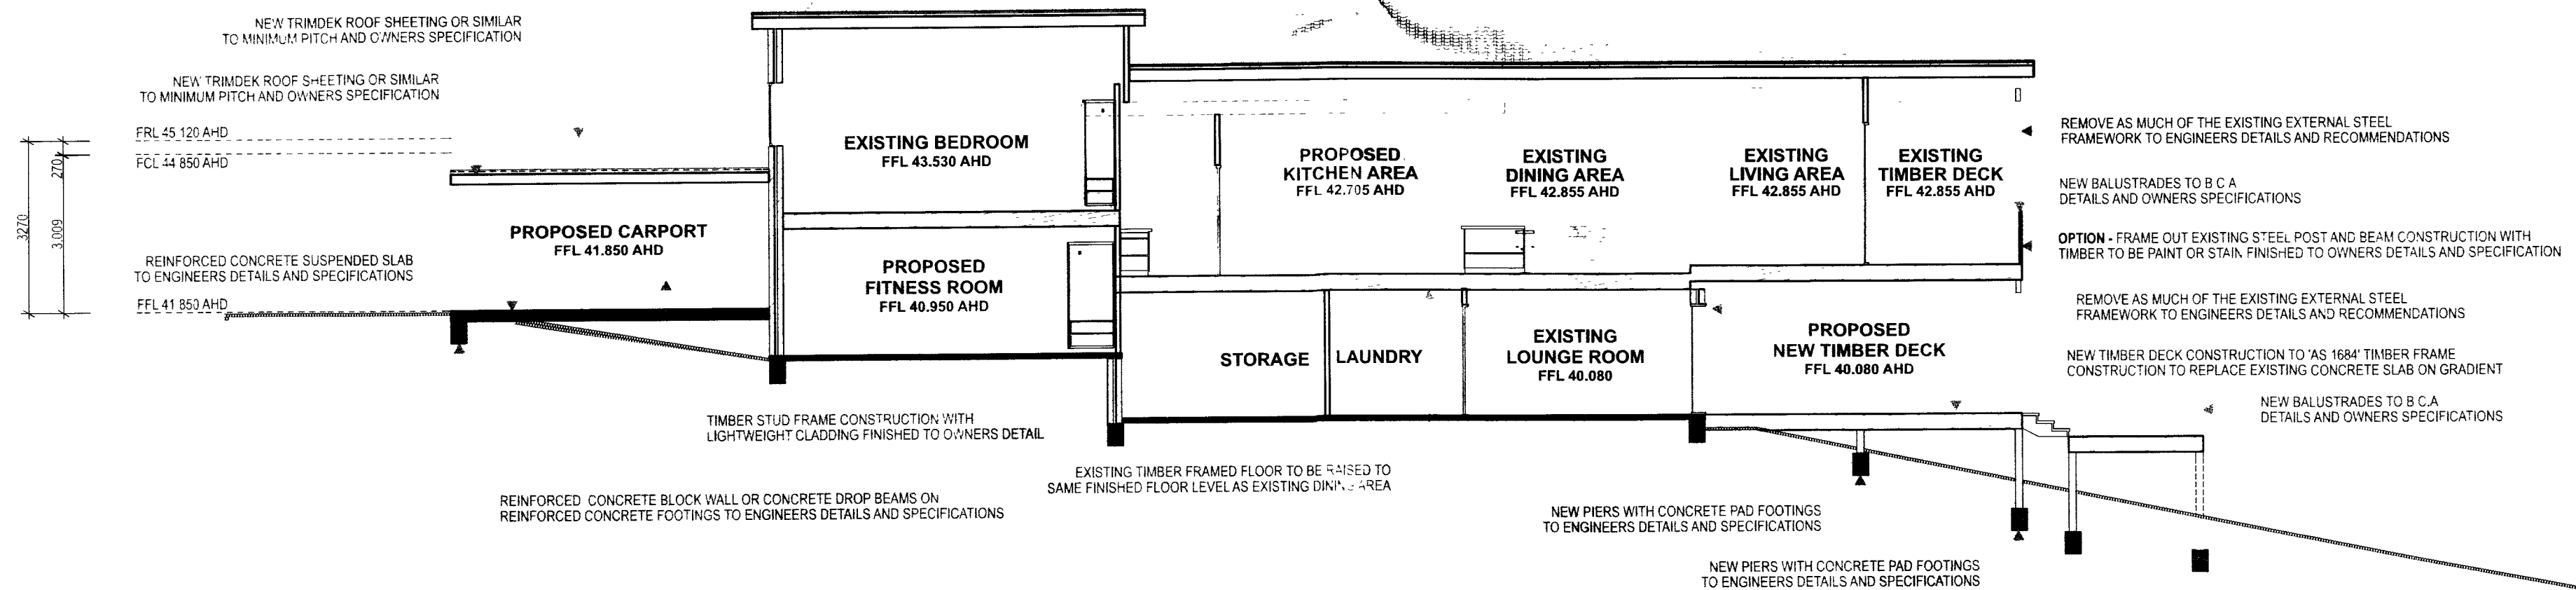 NEW TRIMDEK ROOF SHEETING OR SIMILAR
TO MINIMUM PITCH AND OWNERS SPECIFICATION
NEW TRIMDEK ROOF SHEETING OR SIMILAR
TO MINIMUM PITCH AND OWNERS SPECIFICATION
FRL 45 120 AHD
FCL 44 850 AHD
270
3270
3.009
REINFORCED CONCRETE SUSPENDED SLAB
TO ENGINEERS DETAILS AND SPECIFICATIONS
FFL 41 850 AHD
PROPOSED CARPORT
FFL 41.850 AHD
EXISTING BEDROOM
FFL 43.530 AHD
PROPOSED
FITNESS ROOM
FFL 40.950 AHD
PROPOSED
KITCHEN AREA
FFL 42.705 AHD
EXISTING
DINING AREA
FFL 42.855 AHD
EXISTING
LIVING AREA
FFL 42.855 AHD
EXISTING
TIMBER DECK
FFL 42.855 AHD
STORAGE
LAUNDRY
EXISTING
LOUNGE ROOM
FFL 40.080
PROPOSED
NEW TIMBER DECK
FFL 40.080 AHD
REMOVE AS MUCH OF THE EXISTING EXTERNAL STEEL
FRAMEWORK TO ENGINEERS DETAILS AND RECOMMENDATIONS
NEW BALUSTRADES TO B C A
DETAILS AND OWNERS SPECIFICATIONS
OPTION - FRAME OUT EXISTING STEEL POST AND BEAM CONSTRUCTION WITH
TIMBER TO BE PAINT OR STAIN FINISHED TO OWNERS DETAILS AND SPECIFICATION
REMOVE AS MUCH OF THE EXISTING EXTERNAL STEEL
FRAMEWORK TO ENGINEERS DETAILS AND RECOMMENDATIONS
NEW TIMBER DECK CONSTRUCTION TO 'AS 1684' TIMBER FRAME
CONSTRUCTION TO REPLACE EXISTING CONCRETE SLAB ON GRADIENT
NEW BALUSTRADES TO B C.A
DETAILS AND OWNERS SPECIFICATIONS
TIMBER STUD FRAME CONSTRUCTION WITH
LIGHTWEIGHT CLADDING FINISHED TO OWNERS DETAIL
EXISTING TIMBER FRAMED FLOOR TO BE RAISED TO
SAME FINISHED FLOOR LEVEL AS EXISTING DINING AREA
REINFORCED CONCRETE BLOCK WALL OR CONCRETE DROP BEAMS ON
REINFORCED CONCRETE FOOTINGS TO ENGINEERS DETAILS AND SPECIFICATIONS
NEW PIERS WITH CONCRETE PAD FOOTINGS
TO ENGINEERS DETAILS AND SPECIFICATIONS
NEW PIERS WITH CONCRETE PAD FOOTINGS
TO ENGINEERS DETAILS AND SPECIFICATIONS